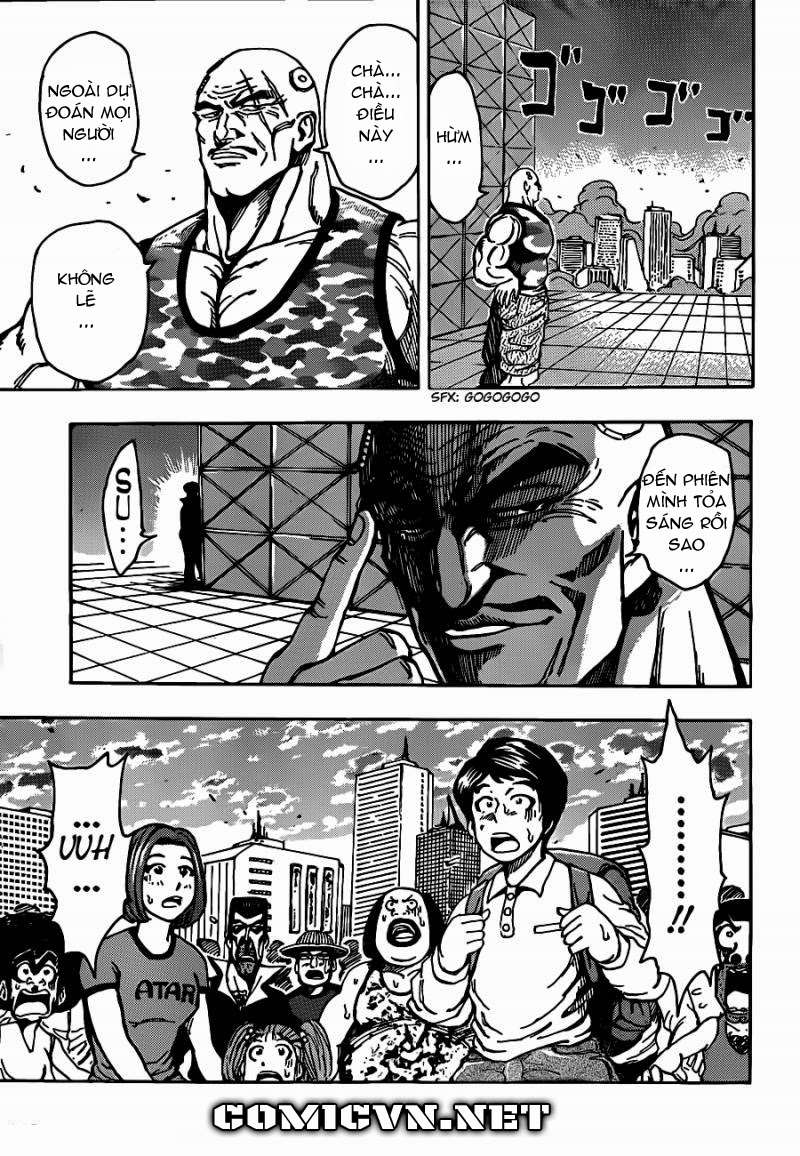 ゴゴゴゴ
HỪM
...
SFX: GOGOGOGO
CHÀ...
CHÀ...
ĐIỀU
NÀY
...
NGOÀI DỰ
ĐOÁN MỌI
NGƯỜI
...
KHÔNG
LẼ
...
ĐẾN PHIÊN
MÌNH TỎA
SÁNG RỒI
SAO
...
SU...
......!!
...
UUH
...
ATARI
COMICVN.NET